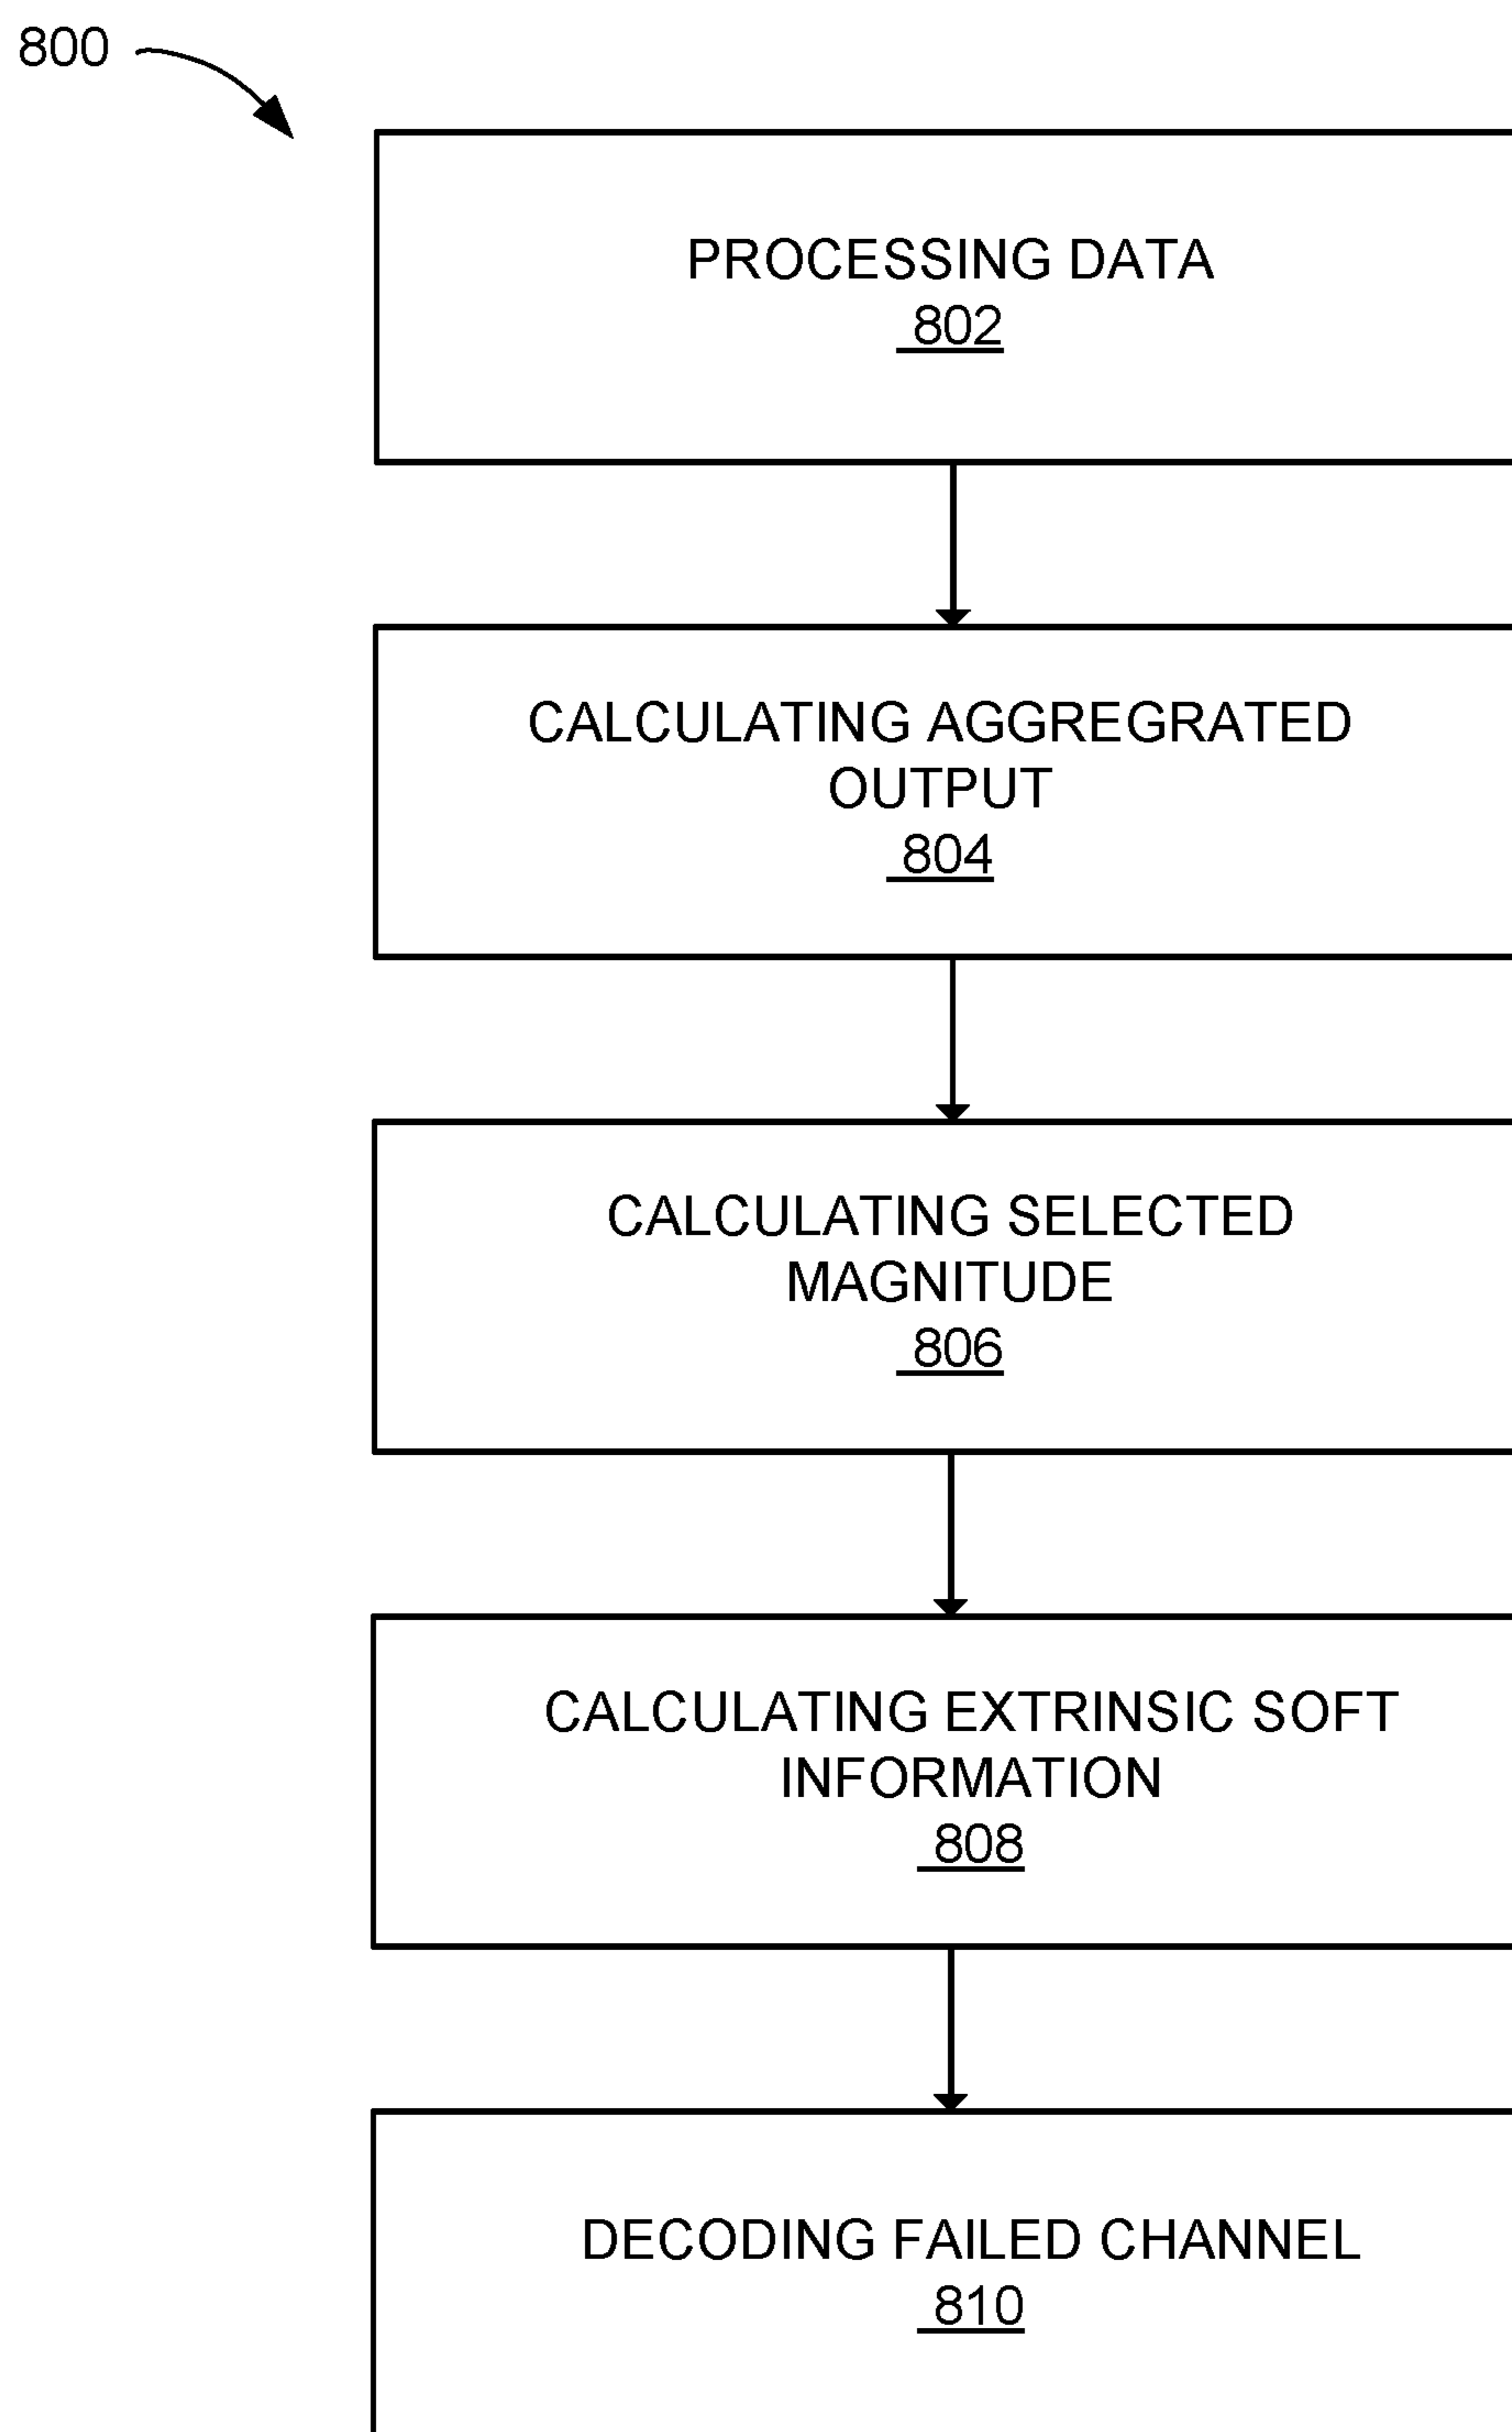 800
PROCESSING DATA
802
CALCULATING AGGREGRATED
OUTPUT
804
CALCULATING SELECTED
MAGNITUDE
806
CALCULATING EXTRINSIC SOFT
INFORMATION
808
DECODING FAILED CHANNEL
810